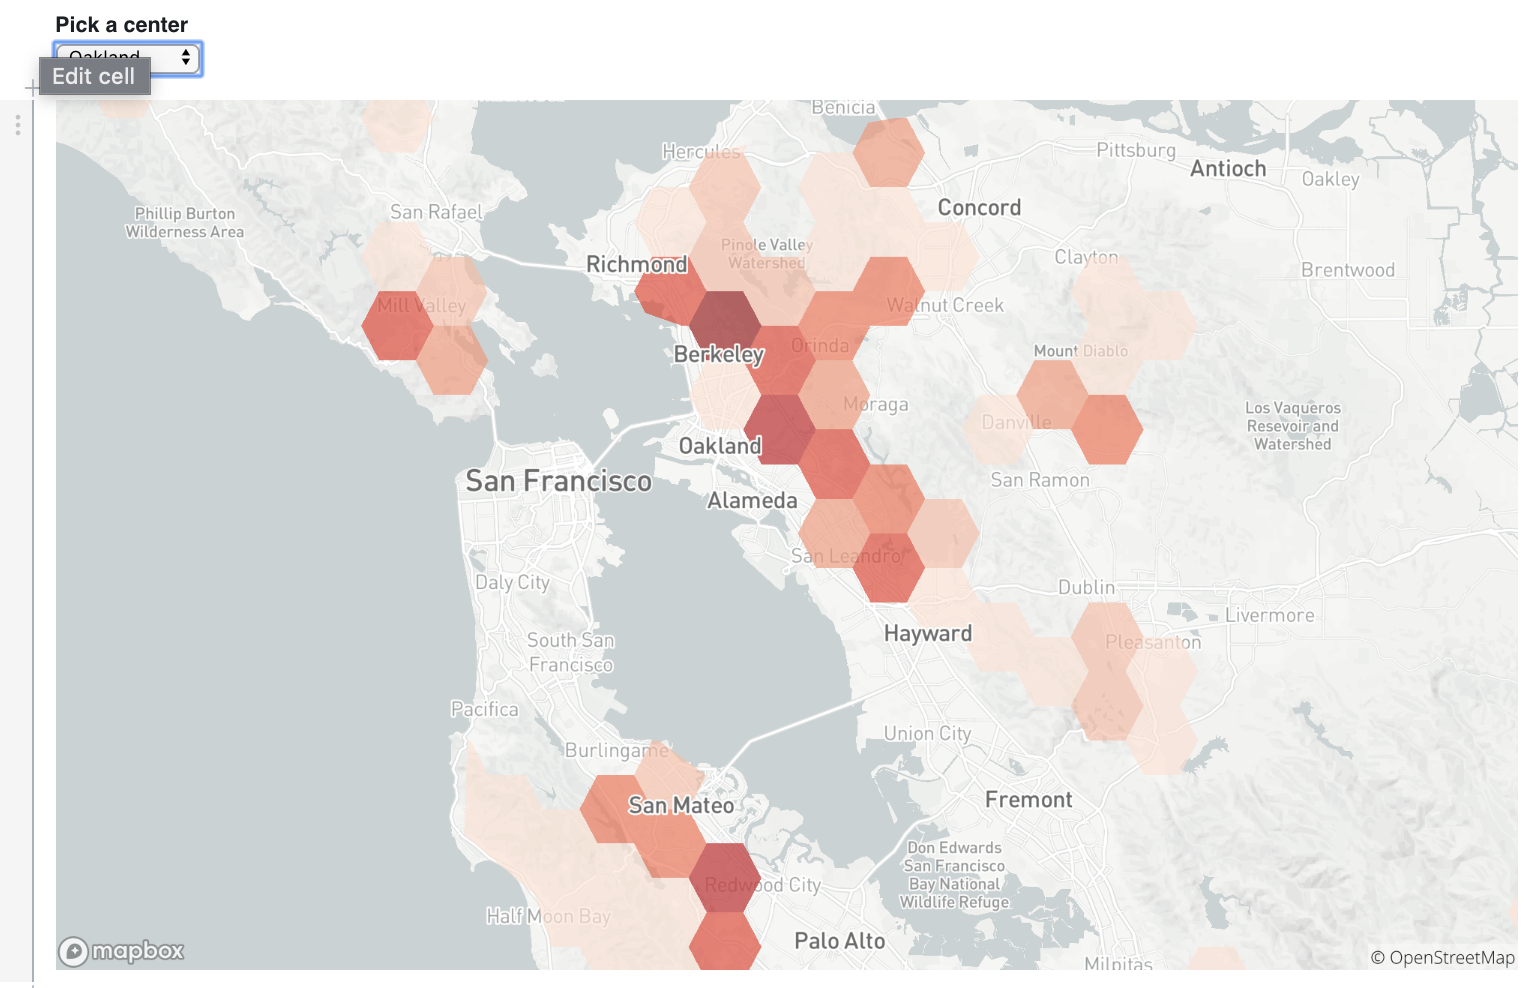 Pick a center
Oakland
Edit cell
Benicia
Hercules
Pittsburg
Antioch
Oakley
San Rafael
Concord
Phillip Burton
Wilderness Area
Pinole Valley
Watershed
Clayton
Richmond
Brentwood
Mill Valley
Walnut Creek
Orinda
Berkeley
Mount Diablo
Moraga
Danville
Los Vaqueros
Resevoir and
Watershed
Oakland
San Francisco
San Ramon
Alameda
San Leandro
Daly City
Dublin
Livermore
Hayward
Pleasanton
South San
Francisco
Pacifica
Union City
Burlingame
San Mateo
Fremont
Don Edwards
San Francisco
Bay National
Wildlife Refuge
Redwood City
Half Moon Bay
Palo Alto
mapbox
© OpenStreetMap
Milpitas